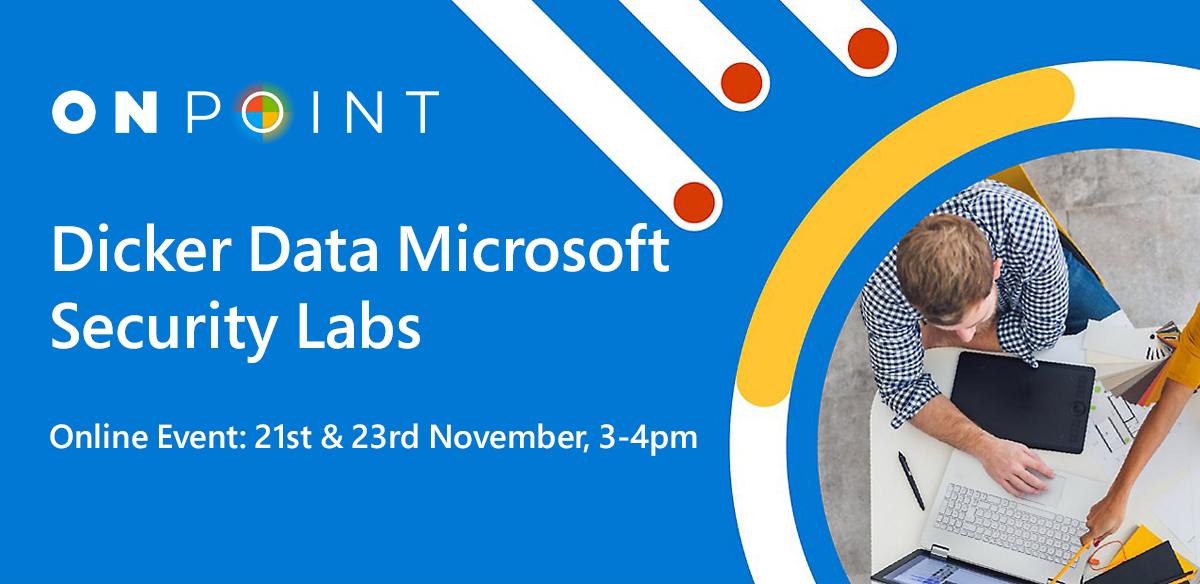 ONPOINT
Dicker Data Microsoft
Security Labs
Online Event: 21st & 23rd November, 3-4pm